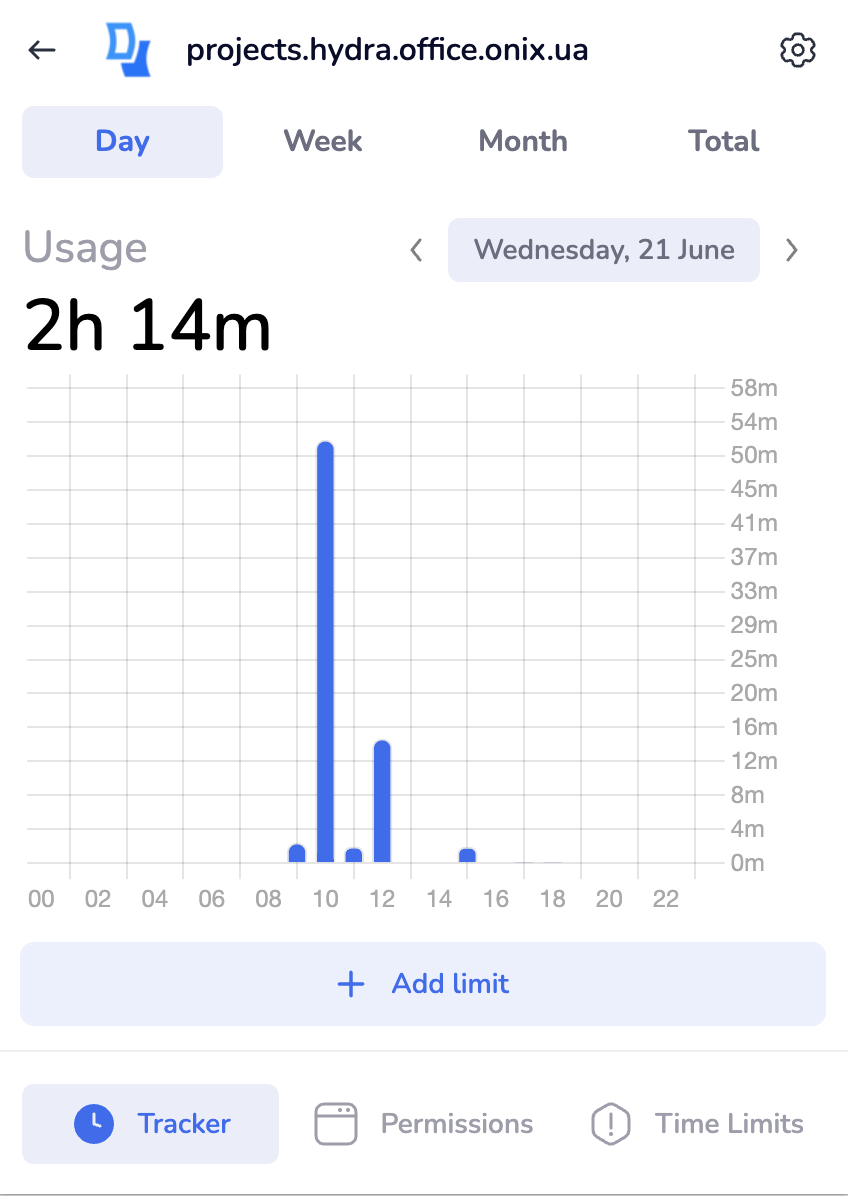 projects.hydra.office.onix.ua
Day Week Month Total
Usage
Wednesday, 21 June
2h 14m
58m
54m
50m
45m
41m
37m
33m
29m
25m
20m
16m
12m
8m
4m
0m
00 02 04 06 08 10 12 14 16 18 20 22
+ Add limit
Tracker Permissions Time Limits